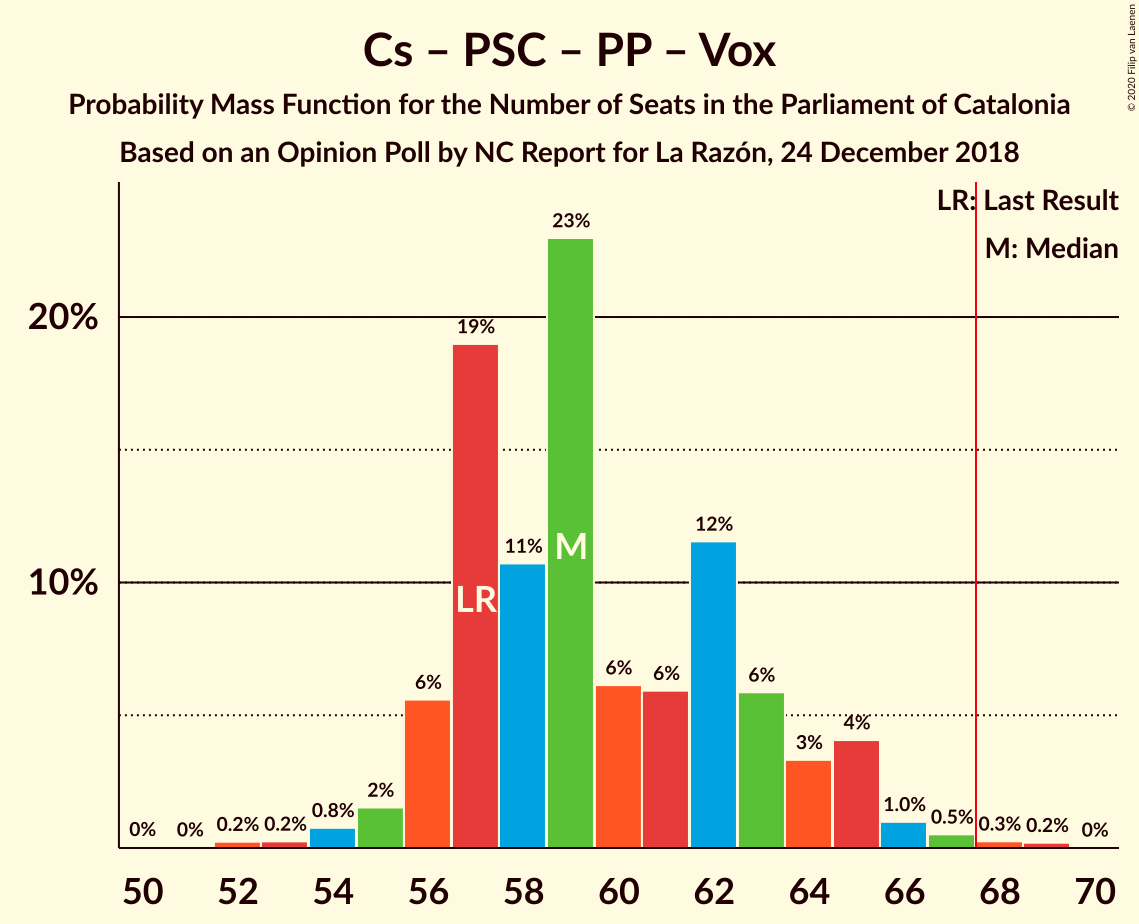 Cs – PSC – PP – Vox
Probability Mass Function for the Number of Seats in the Parliament of Catalonia
Based on an Opinion Poll by NC Report for La Razón, 24 December 2018
© 2020 Filip van Laenen
LR: Last Result
M: Median
20%
10%
0% 0% 0.2% 0.2% 0.8% 2% 6% 19% 11% 23% 6% 6% 12% 6% 3% 4% 1.0% 0.5% 0.3% 0.2% 0%
LR
M
50 52 54 56 58 60 62 64 66 68 70